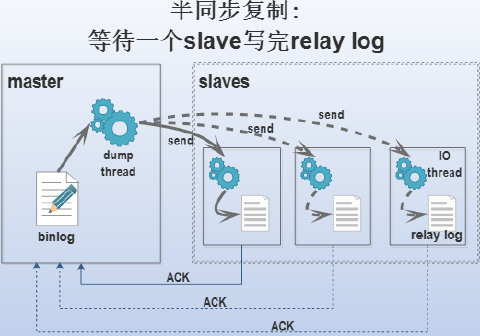 半同步复制:
等待一个slave写完relay log
master
slaves
send
send
send
dump
thread
IO
thread
binlog
relay log
ACK
ACK
ACK